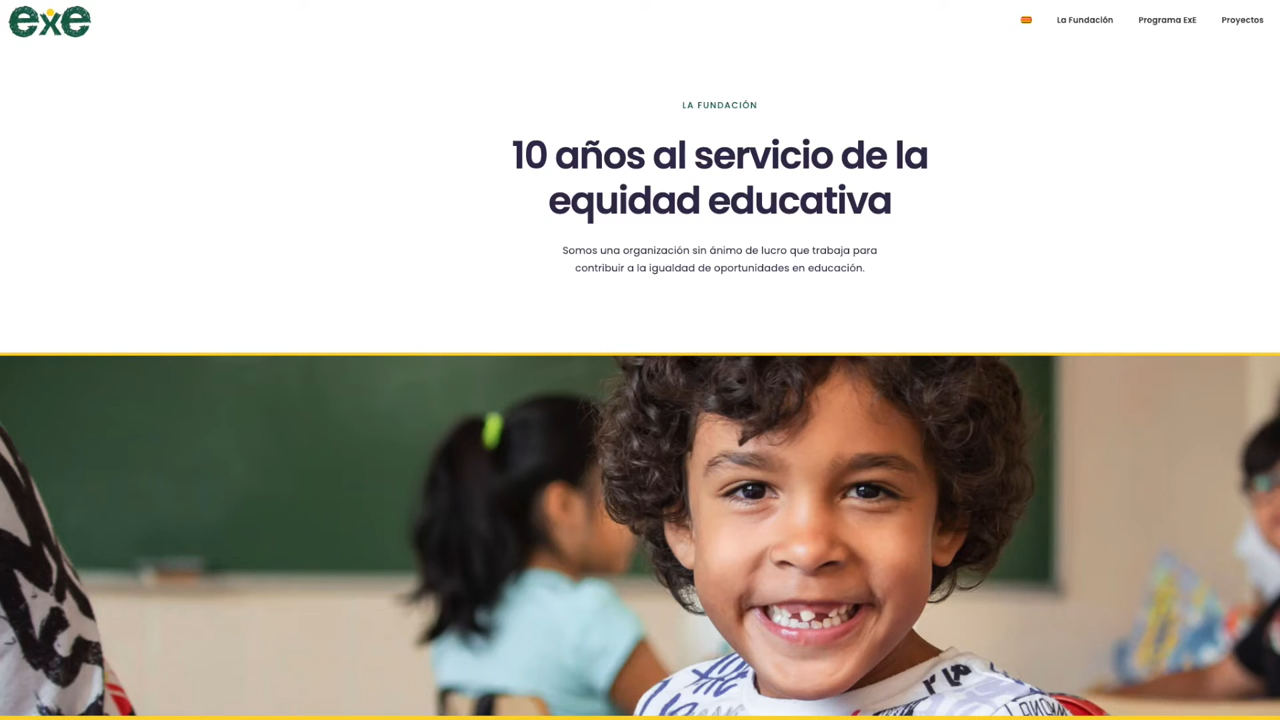 exe
La Fundación
Programa ExE
Proyectos
LA FUNDACIÓN
10 años al servicio de la
equidad educativa
Somos una organización sin ánimo de lucro que trabaja para
contribuir a la igualdad de oportunidades en educación.